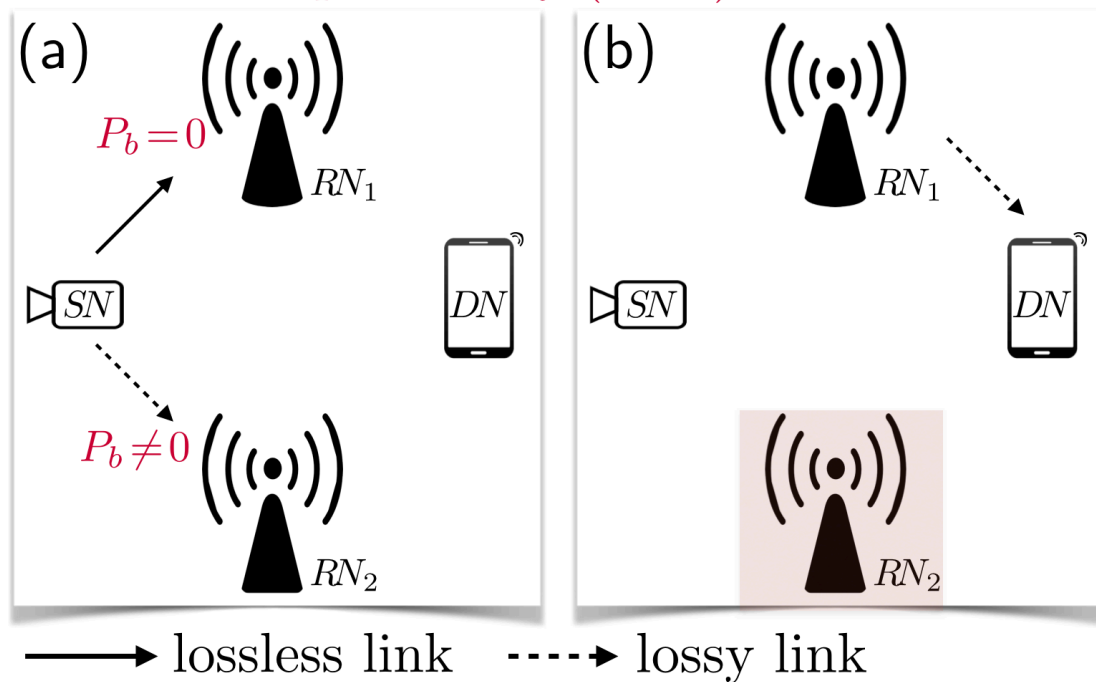 (a)
(b)
P_b = 0
RN_1
RN_1
SN
DN
SN
DN
P_b ≠ 0
RN_2
RN_2
lossless link
lossy link